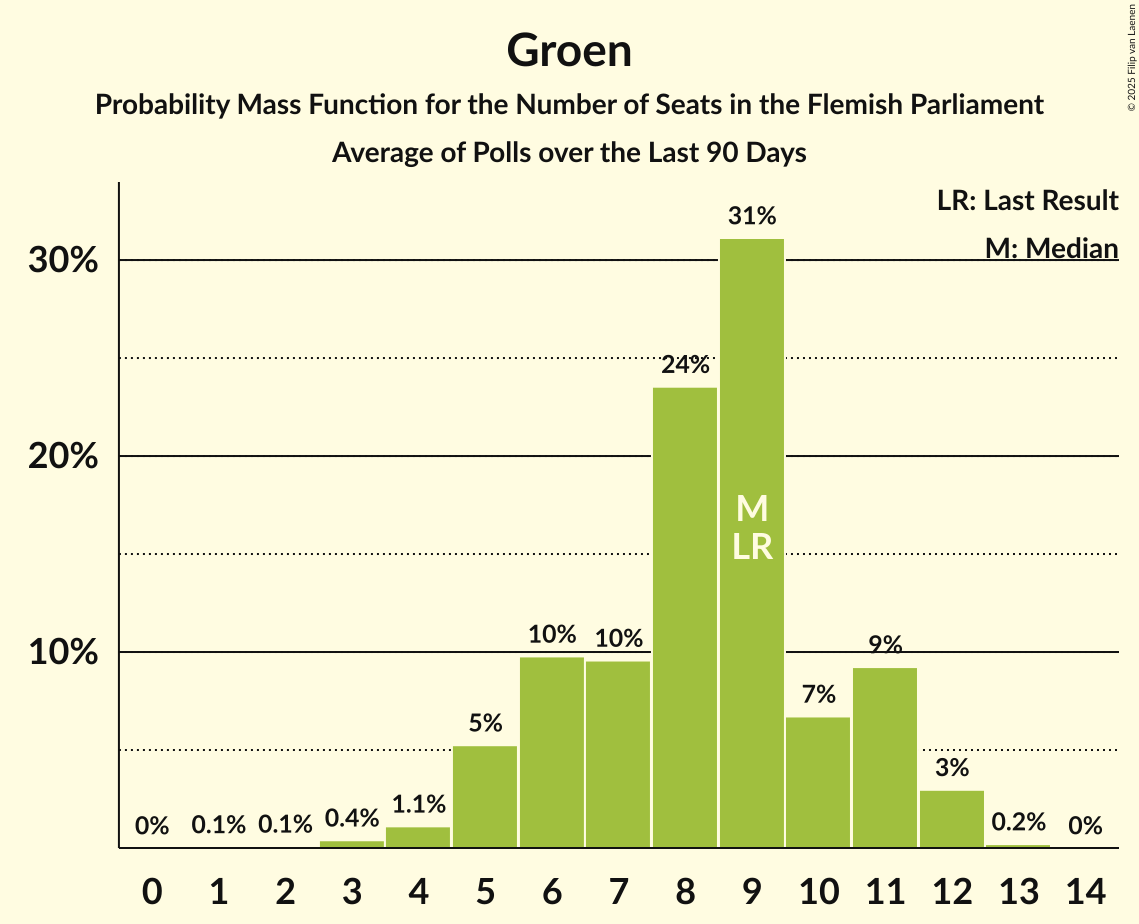 Groen
Probability Mass Function for the Number of Seats in the Flemish Parliament
Average of Polls over the Last 90 Days
© 2025 Filip van Laenen
LR: Last Result
M: Median
30%
20%
10%
0%
0.1%
0.1%
0.4%
1.1%
5%
10%
10%
24%
31%
7%
9%
3%
0.2%
0%
M
LR
0 1 2 3 4 5 6 7 8 9 10 11 12 13 14